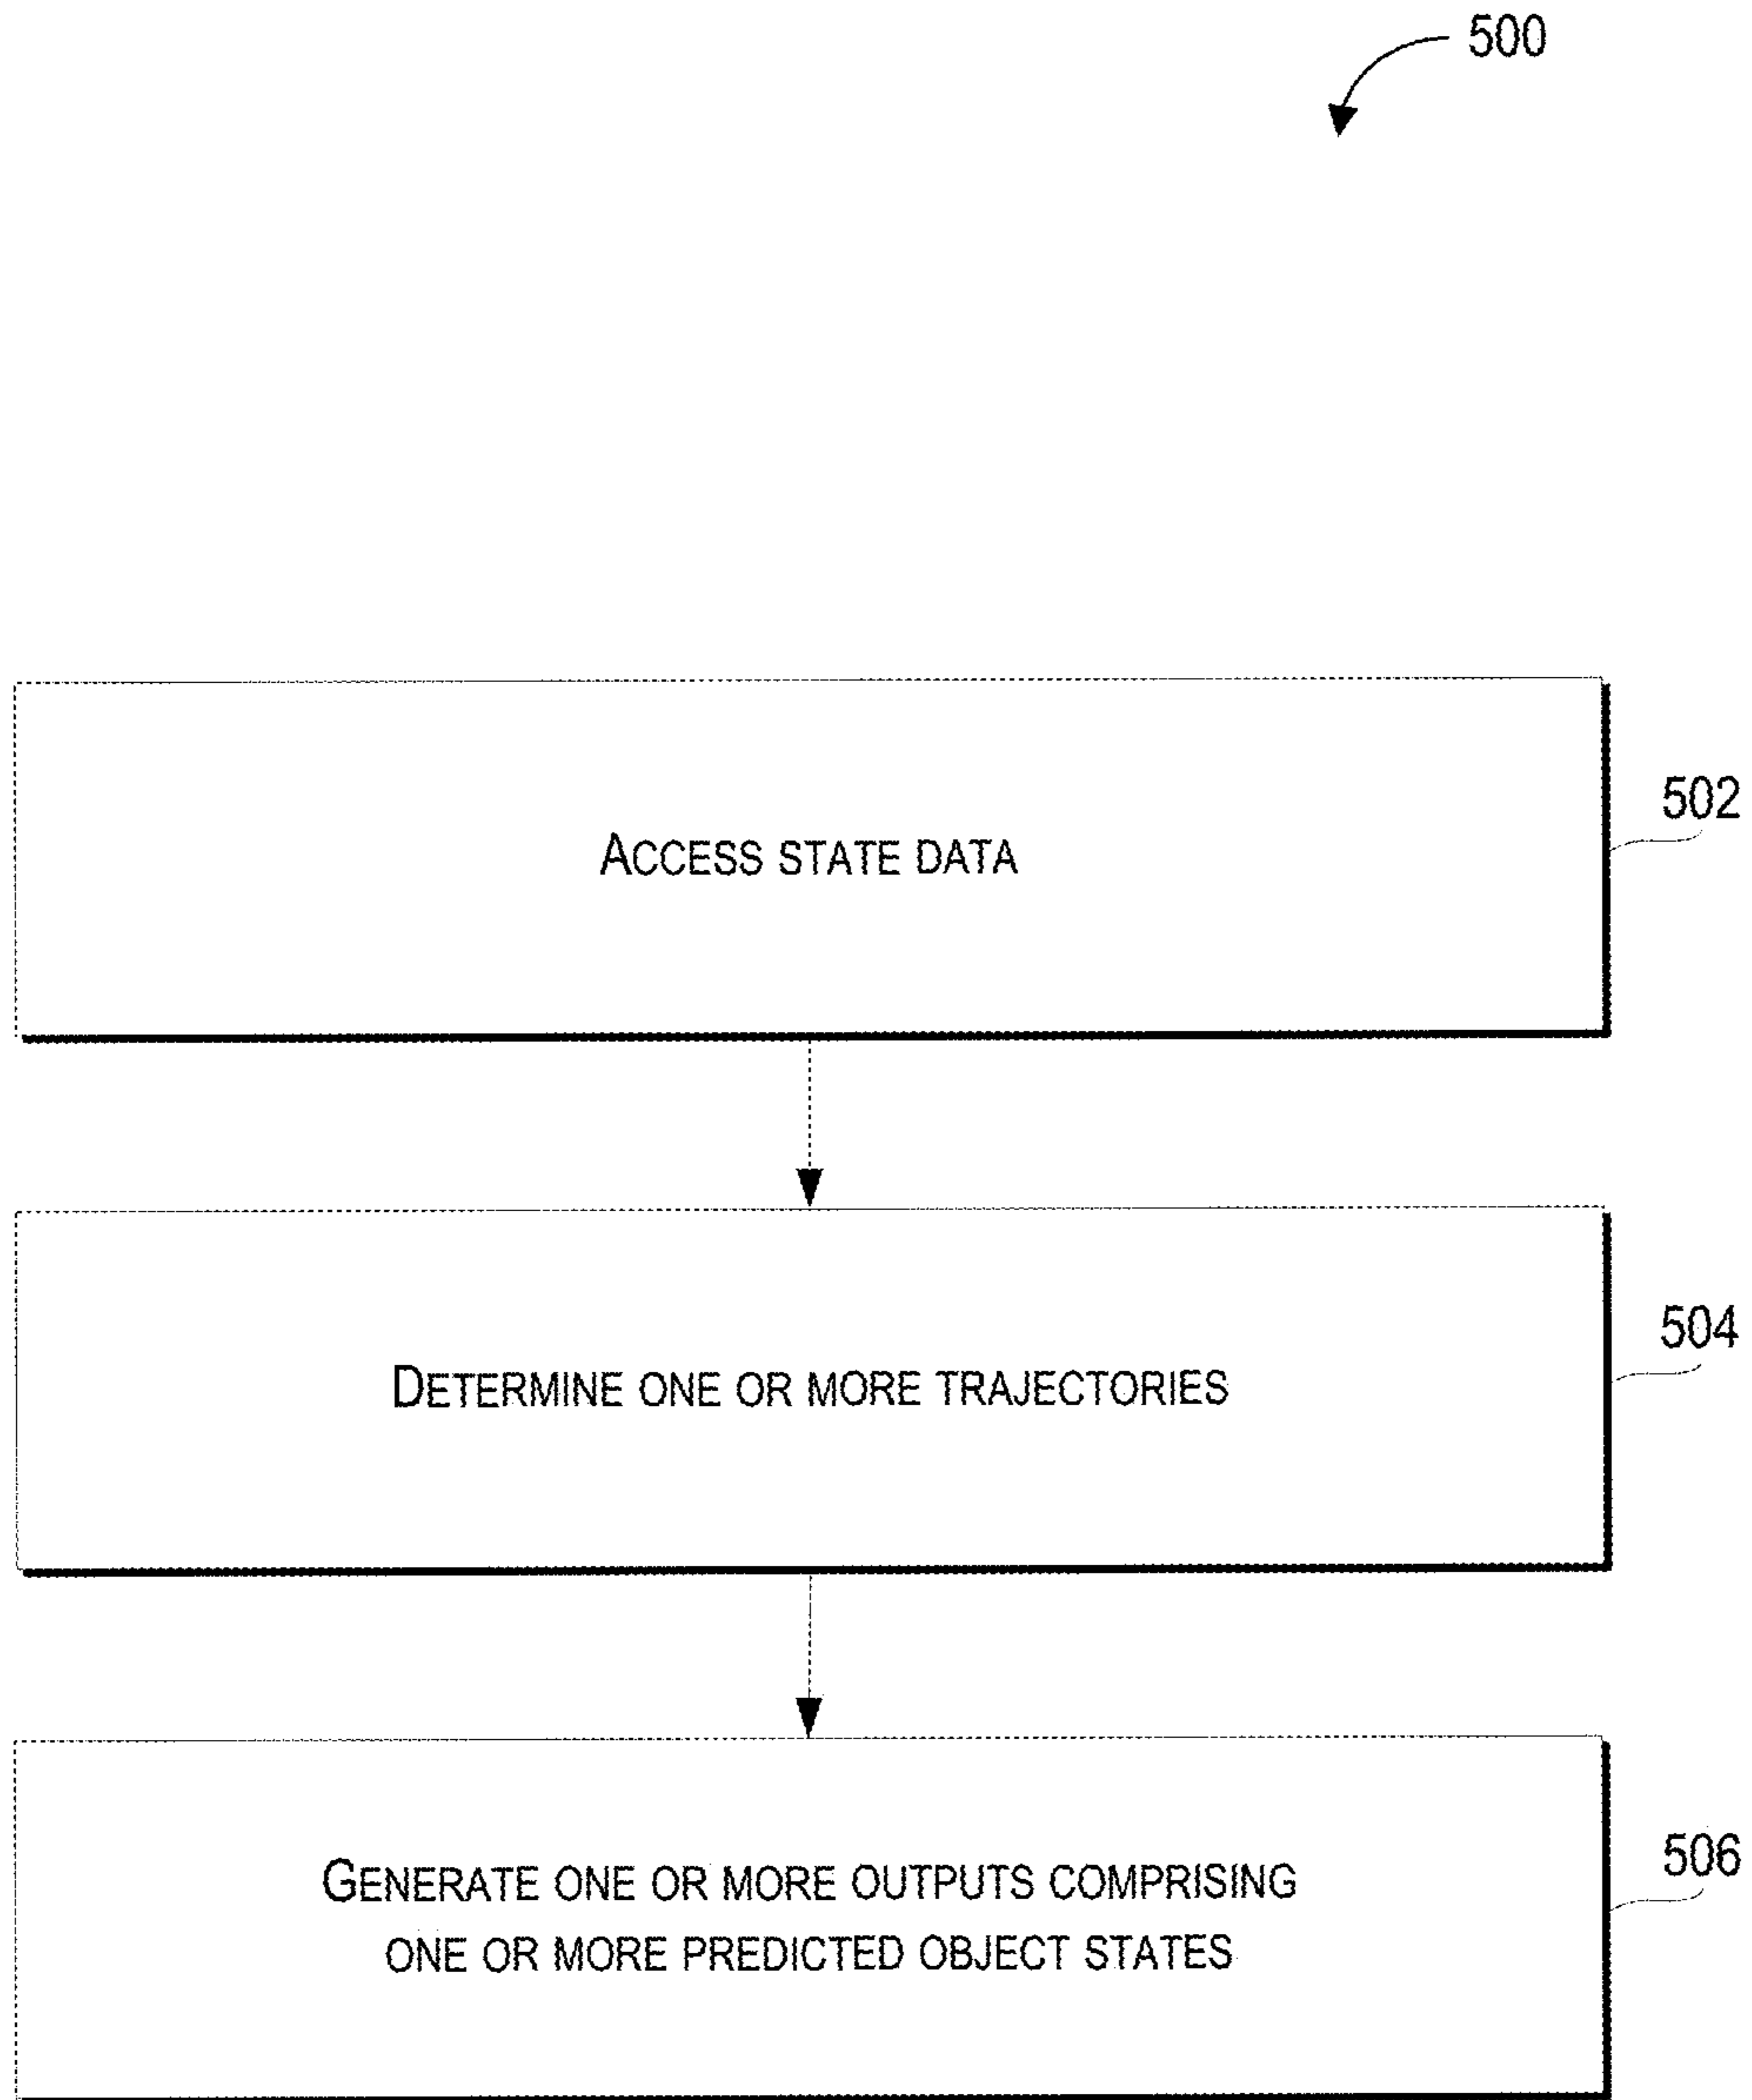 500
ACCESS STATE DATA
502
DETERMINE ONE OR MORE TRAJECTORIES
504
GENERATE ONE OR MORE OUTPUTS COMPRISING
ONE OR MORE PREDICTED OBJECT STATES
506